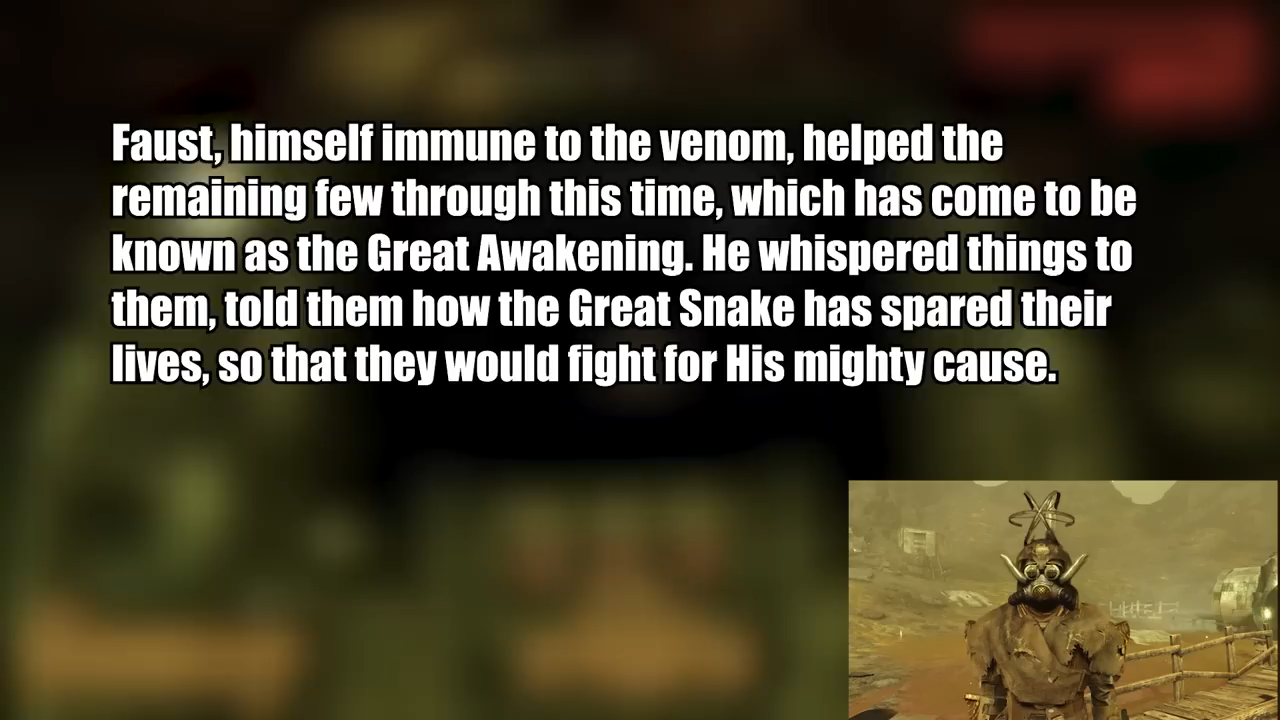 Faust, himself immune to the venom, helped the
remaining few through this time, which has come to be
known as the Great Awakening. He whispered things to
them, told them how the Great Snake has spared their
lives, so that they would fight for His mighty cause.